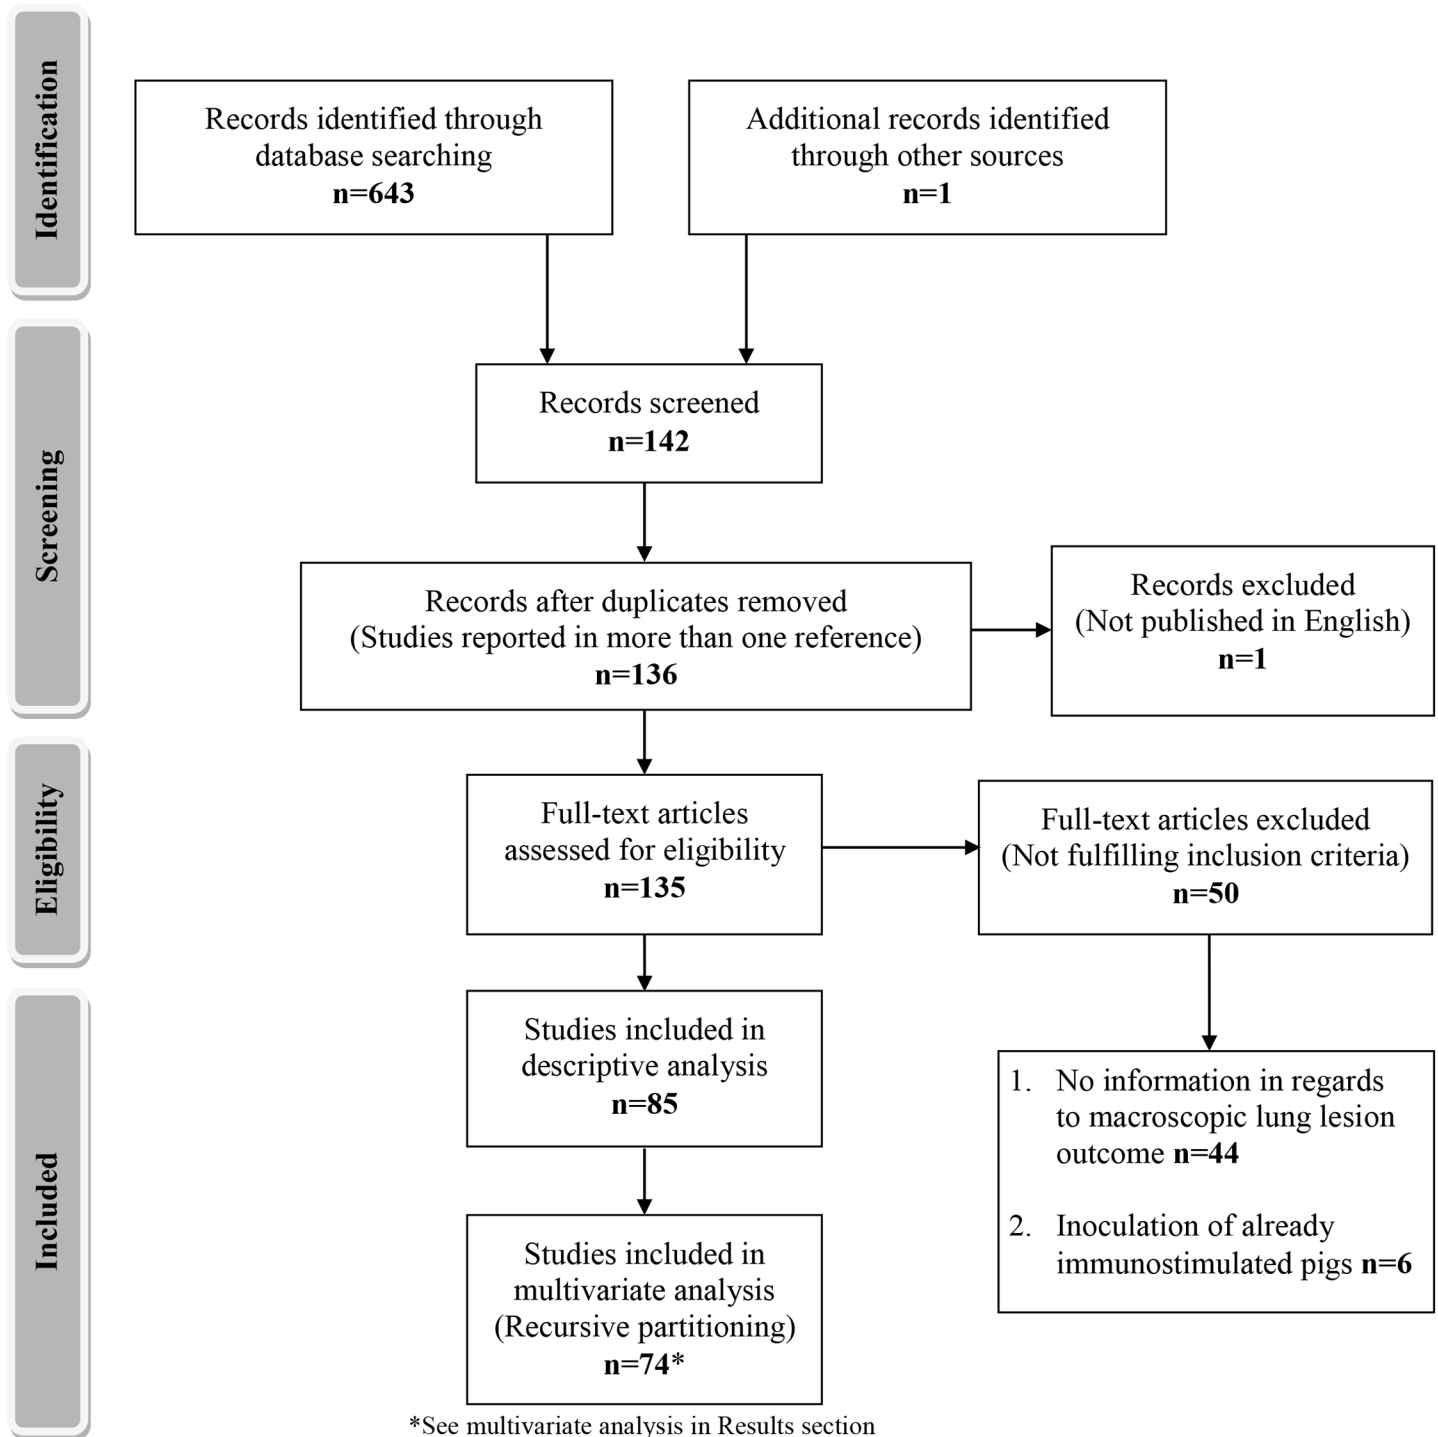 Identification
Records identified through
database searching
n=643
Additional records identified
through other sources
n=1
Screening
Records screened
n=142
Records after duplicates removed
(Studies reported in more than one reference)
n=136
Records excluded
(Not published in English)
n=1
Eligibility
Full-text articles
assessed for eligibility
n=135
Full-text articles excluded
(Not fulfilling inclusion criteria)
n=50
Included
Studies included in
descriptive analysis
n=85
1. No information in regards
to macroscopic lung lesion
outcome n=44
2. Inoculation of already
immunostimulated pigs n=6
Studies included in
multivariate analysis
(Recursive partitioning)
n=74*
*See multivariate analysis in Results section